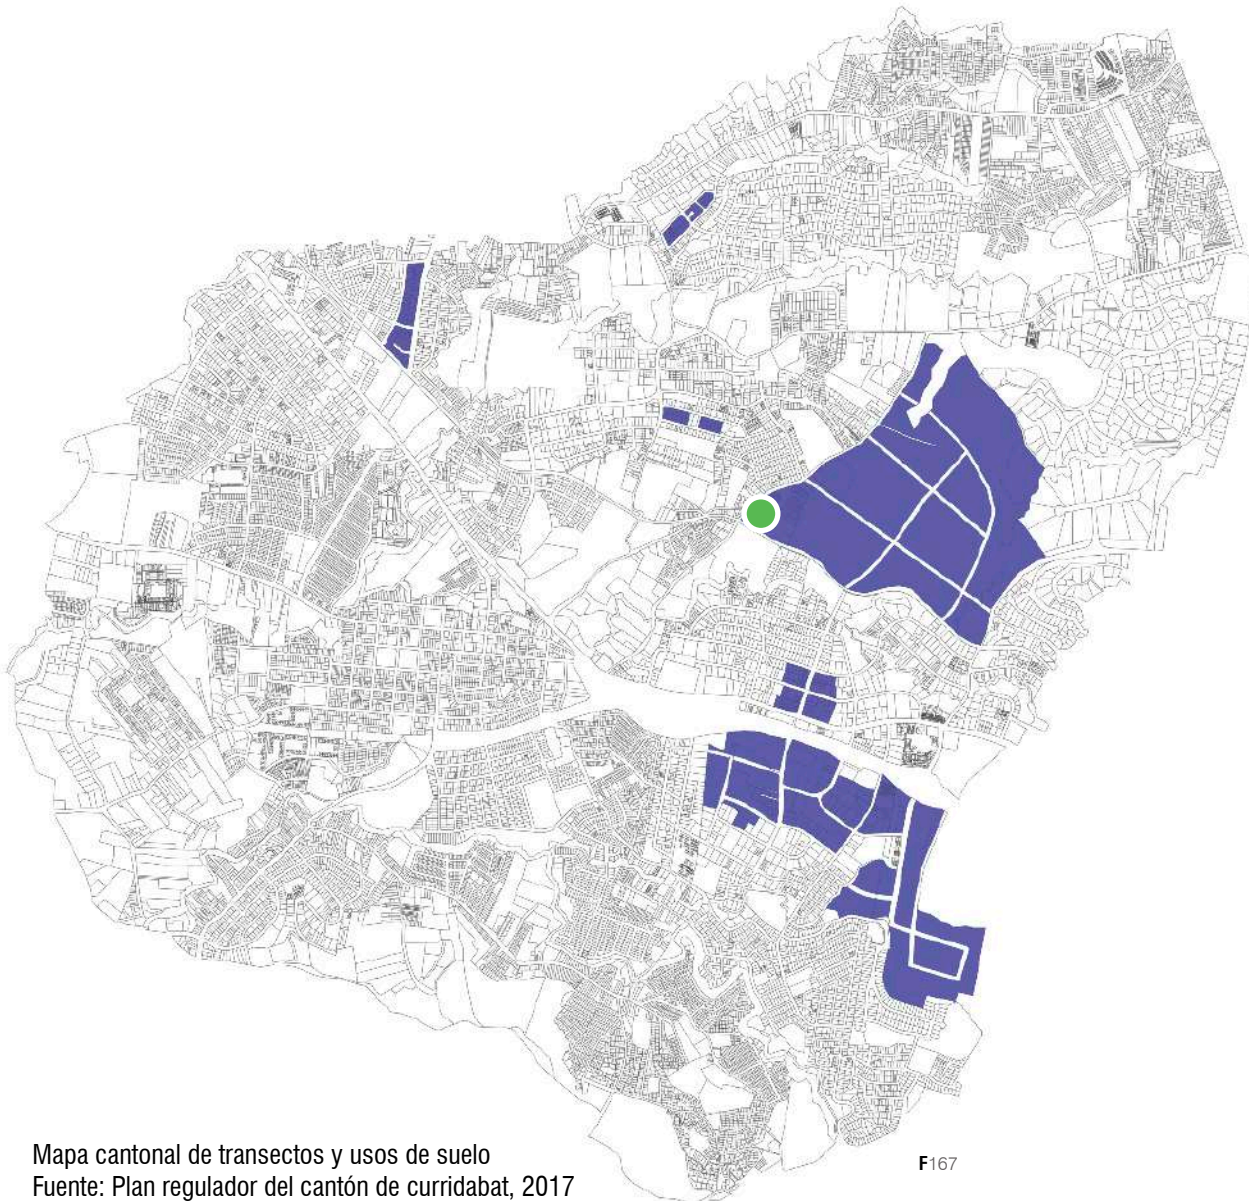 Mapa cantonal de transectos y usos de suelo
Fuente: Plan regulador del cantón de curridabat, 2017
F167